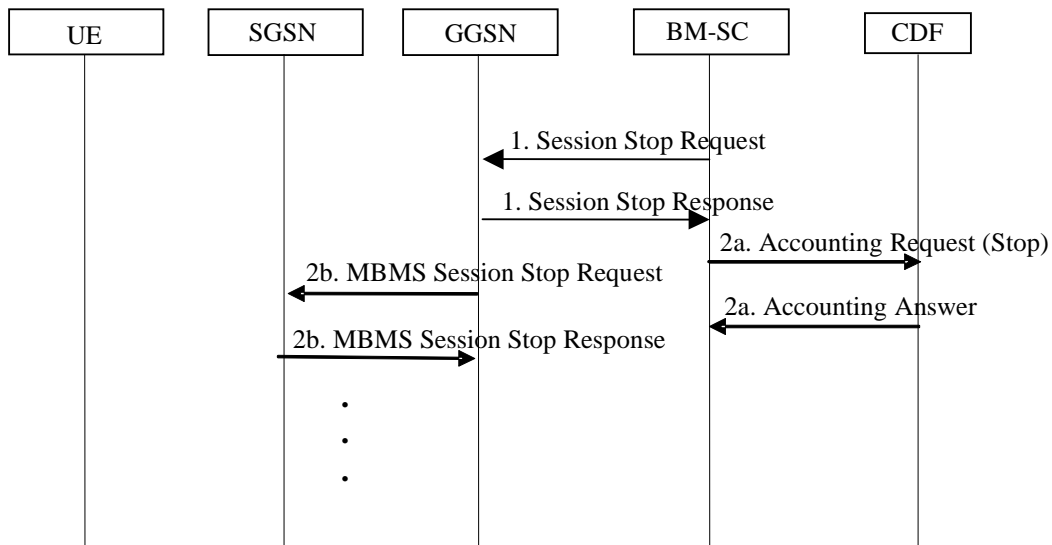 UE
SGSN
GGSN
BM-SC
CDF
1. Session Stop Request
1. Session Stop Response
2a. Accounting Request (Stop)
2b. MBMS Session Stop Request
2a. Accounting Answer
2b. MBMS Session Stop Response